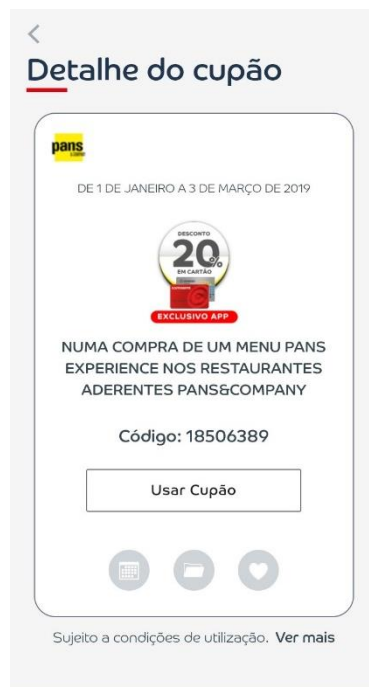 Detalhe do cupão
pans
&COMPANY
DE 1 DE JANEIRO A 3 DE MARÇO DE 2019
DESCONTO
20%
EM CARTÃO
EXCLUSIVO APP
NUMA COMPRA DE UM MENU PANS
EXPERIENCE NOS RESTAURANTES
ADERENTES PANS&COMPANY
Código: 18506389
Usar Cupão
Sujeito a condições de utilização. Ver mais